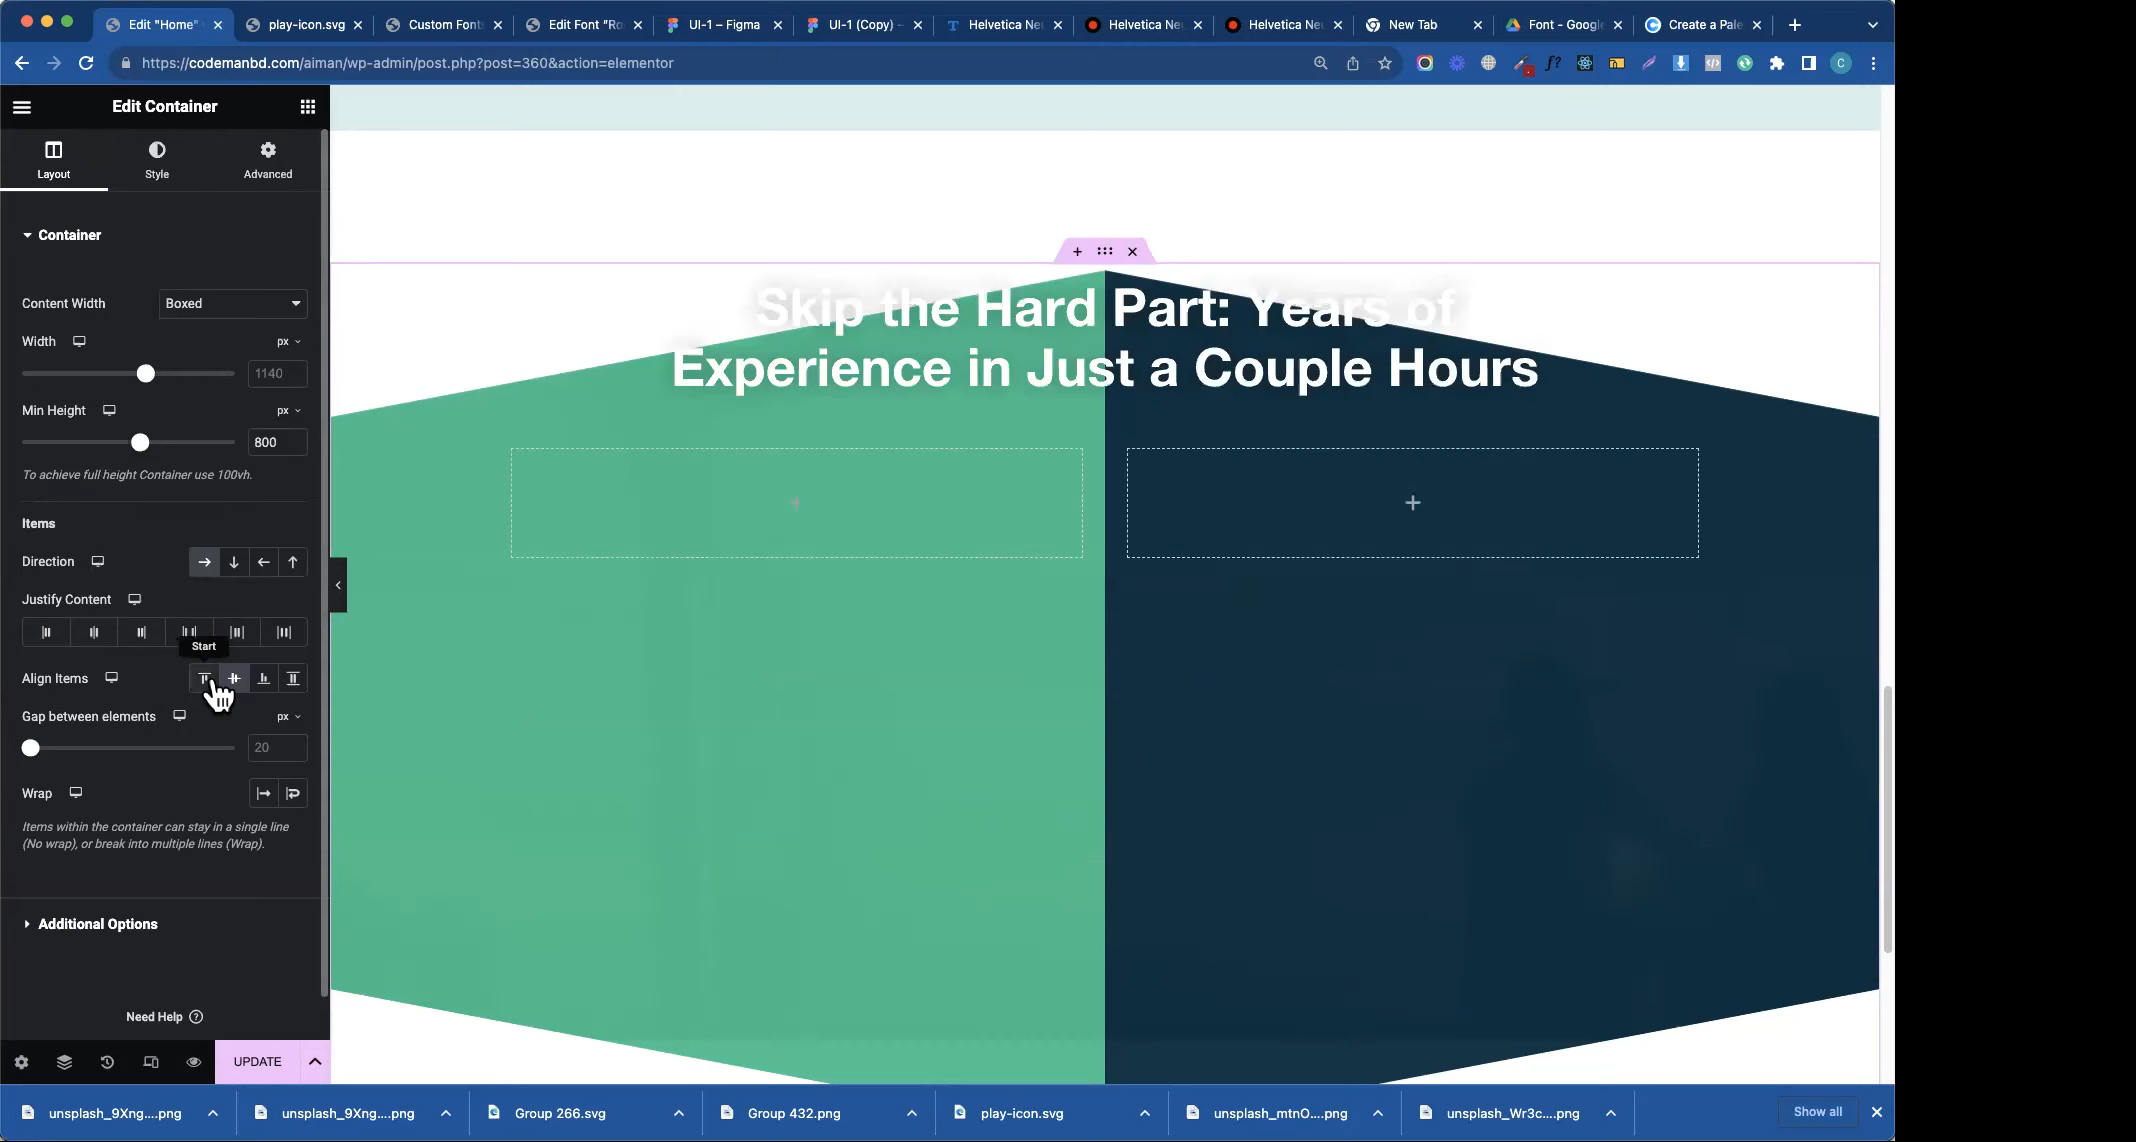 Edit "Home"
play-icon.svg
Custom Font
Edit Font "Ro
UI-1 – Figma
UI-1 (Copy) –
Helvetica Neu
Helvetica Neu
Helvetica Neu
New Tab
Font - Google
Create a Pale
https://codemanbd.com/aiman/wp-admin/post.php?post=360&action=elementor
C
Edit Container
Layout
Style
Advanced
Container
Content Width
Boxed
Width
px
1140
Min Height
px
800
To achieve full height Container use 100vh.
Items
Direction
Justify Content
Start
Align Items
Gap between elements
px
20
Wrap
Items within the container can stay in a single line
(No wrap), or break into multiple lines (Wrap).
Additional Options
Need Help
UPDATE
Skip the Hard Part: Years of
Experience in Just a Couple Hours
unsplash_9Xng....png
unsplash_9Xng....png
Group 266.svg
Group 432.png
play-icon.svg
unsplash_mtnO....png
unsplash_Wr3c....png
Show all